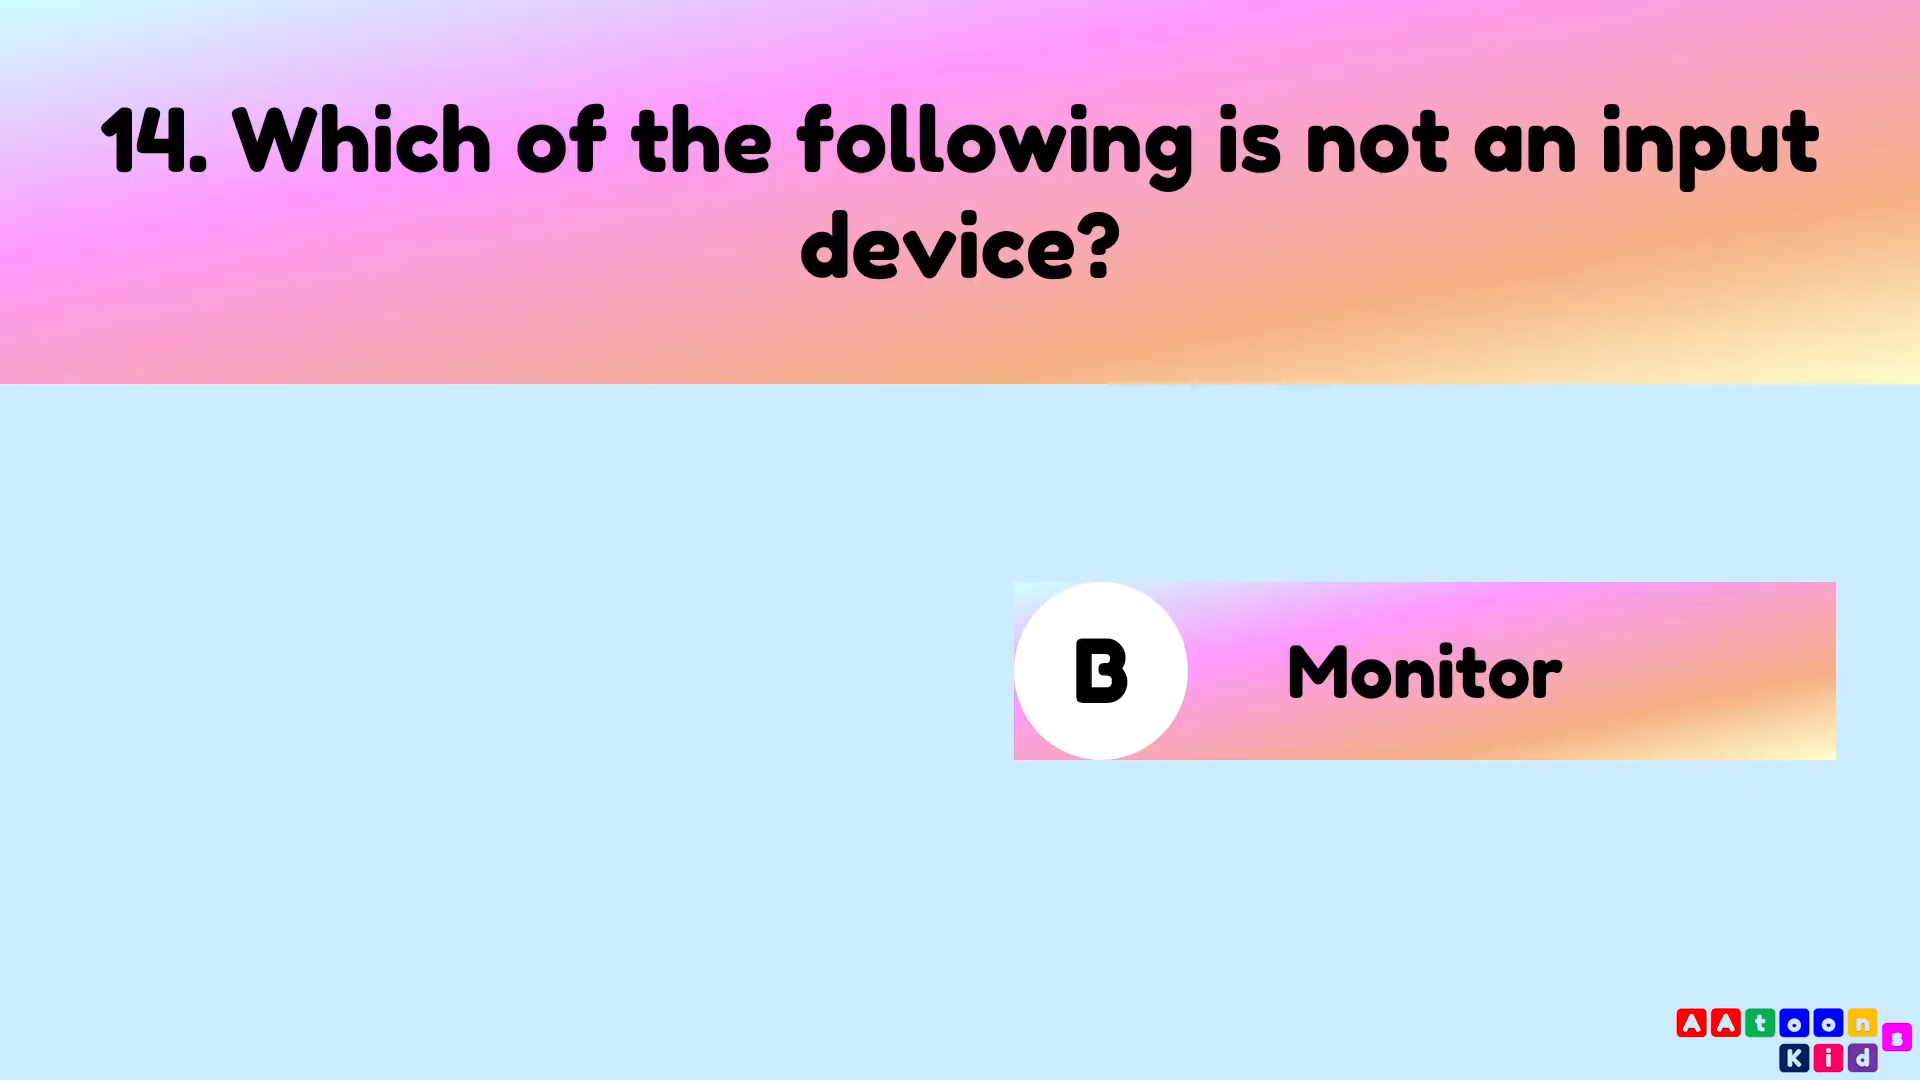 14. Which of the following is not an input
device?
B Monitor
AAtoons
Kid